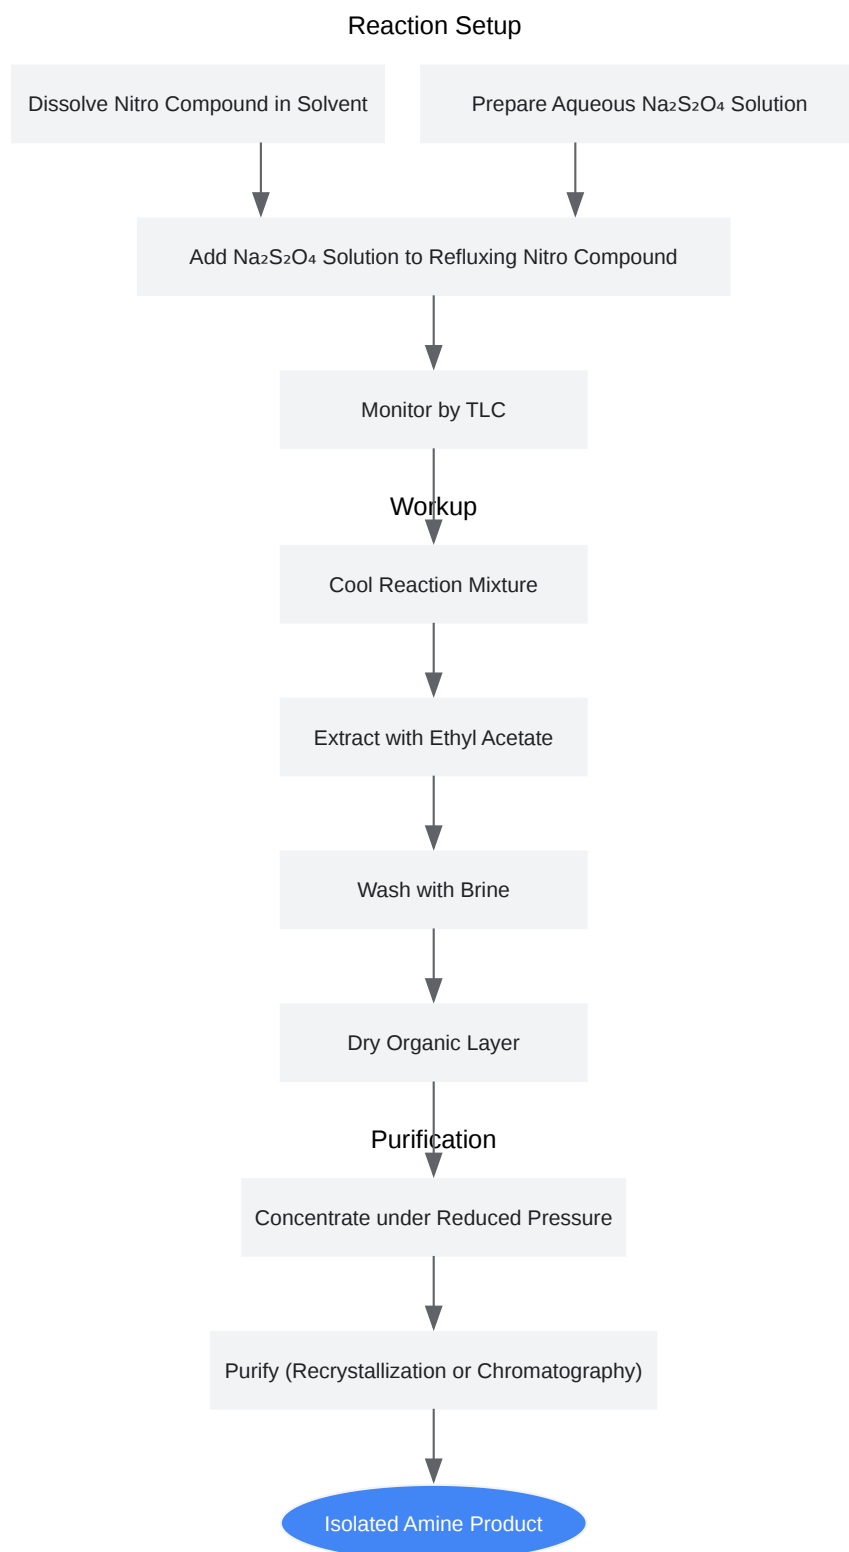 Reaction Setup
Dissolve Nitro Compound in Solvent
Prepare Aqueous Na₂S₂O₄ Solution
Add Na₂S₂O₄ Solution to Refluxing Nitro Compound
Monitor by TLC
Workup
Cool Reaction Mixture
Extract with Ethyl Acetate
Wash with Brine
Dry Organic Layer
Purification
Concentrate under Reduced Pressure
Purify (Recrystallization or Chromatography)
Isolated Amine Product